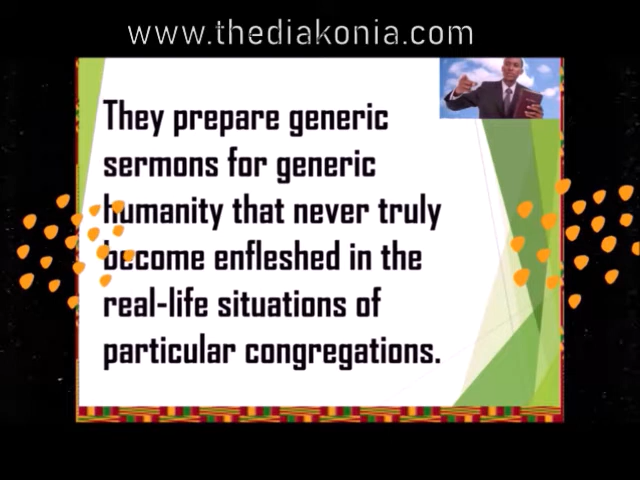 www.thediakonia.com
They prepare generic
sermons for generic
humanity that never truly
become enfleshed in the
real-life situations of
particular congregations.